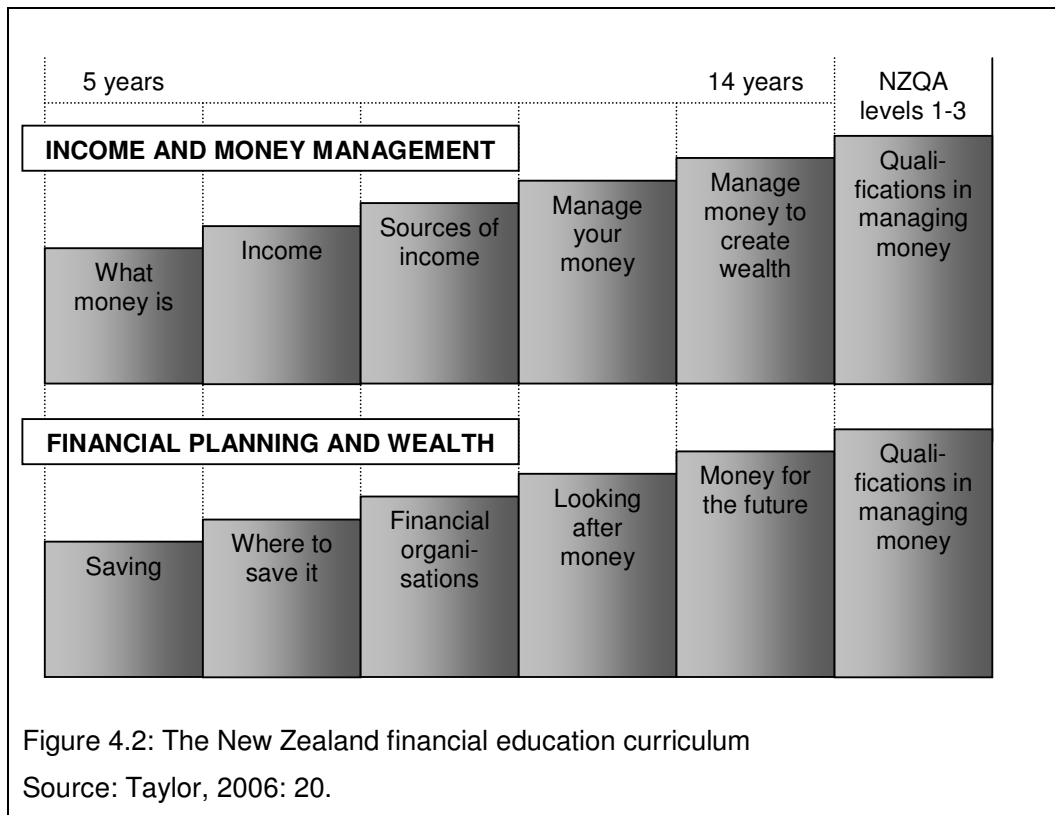 5 years
14 years
NZQA
levels 1-3
INCOME AND MONEY MANAGEMENT
What
money is
Income
Sources of
income
Manage
your
money
Manage
money to
create
wealth
Quali-
fications in
managing
money
FINANCIAL PLANNING AND WEALTH
Saving
Where to
save it
Financial
organi-
sations
Looking
after
money
Money for
the future
Quali-
fications in
managing
money
Figure 4.2: The New Zealand financial education curriculum
Source: Taylor, 2006: 20.